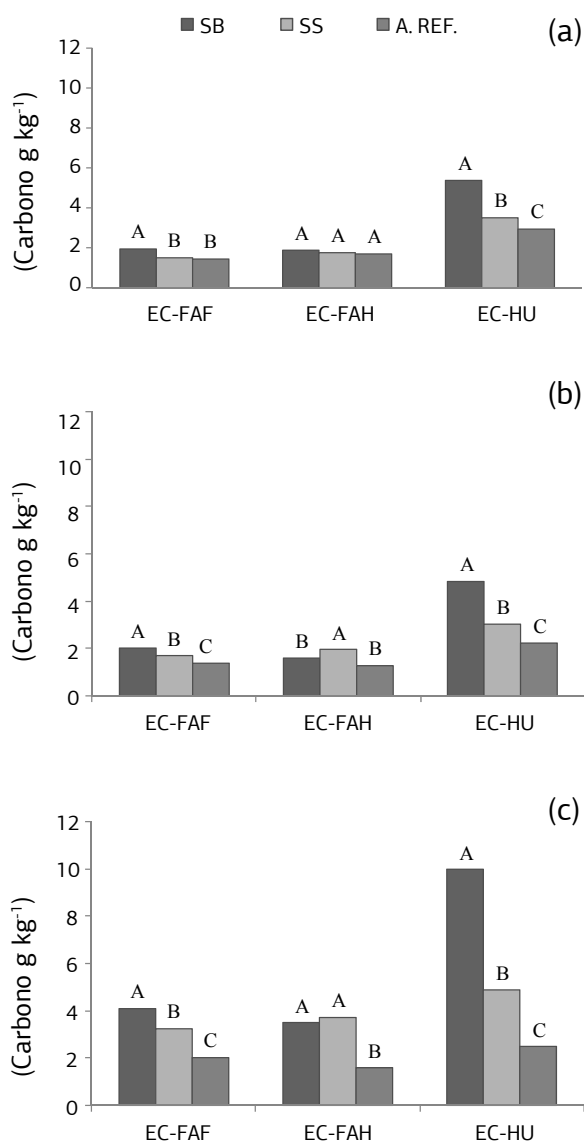 SB SS A. REF. (a)
(Carbono g kg⁻¹)
12
10
8
6
4
2
0
A B B A A A A B C
EC-FAF EC-FAH EC-HU
(b)
(Carbono g kg⁻¹)
12
10
8
6
4
2
0
A B C B A B A B C
EC-FAF EC-FAH EC-HU
(c)
(Carbono g kg⁻¹)
12
10
8
6
4
2
0
A B C A A B A B C
EC-FAF EC-FAH EC-HU